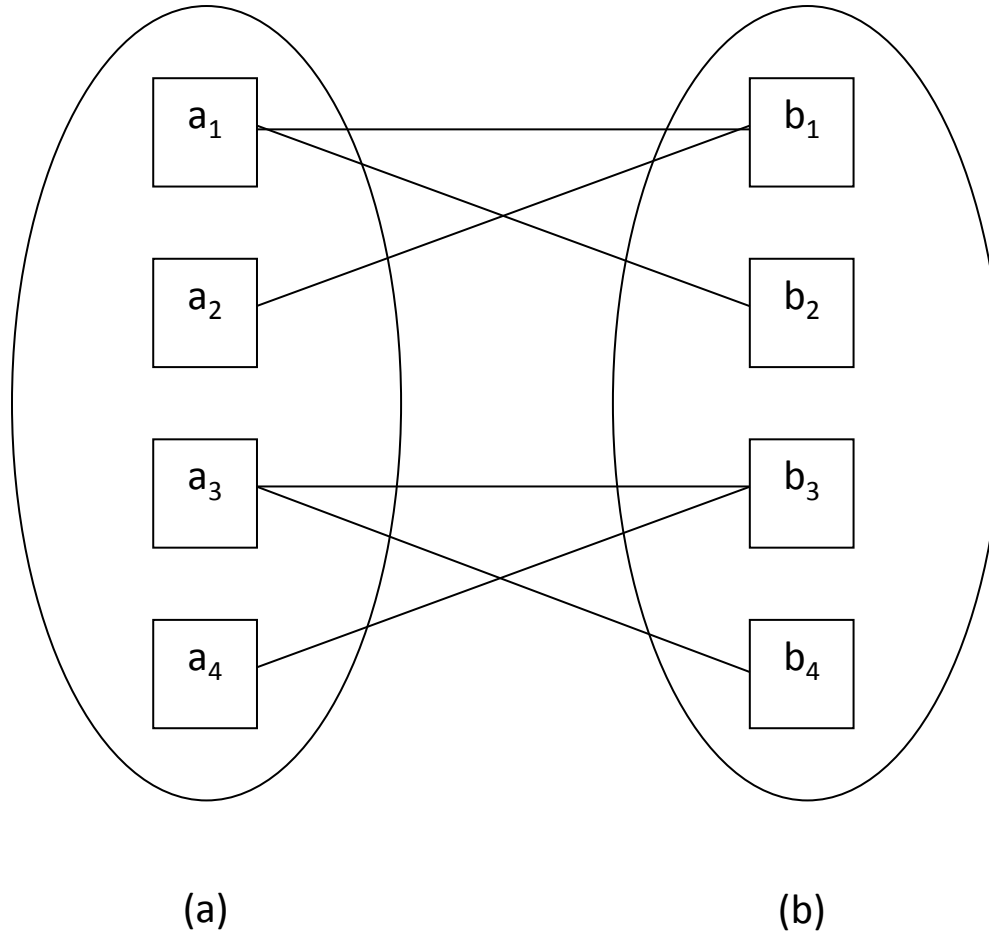 a₁ b₁
a₂ b₂
a₃ b₃
a₄ b₄
(a) (b)